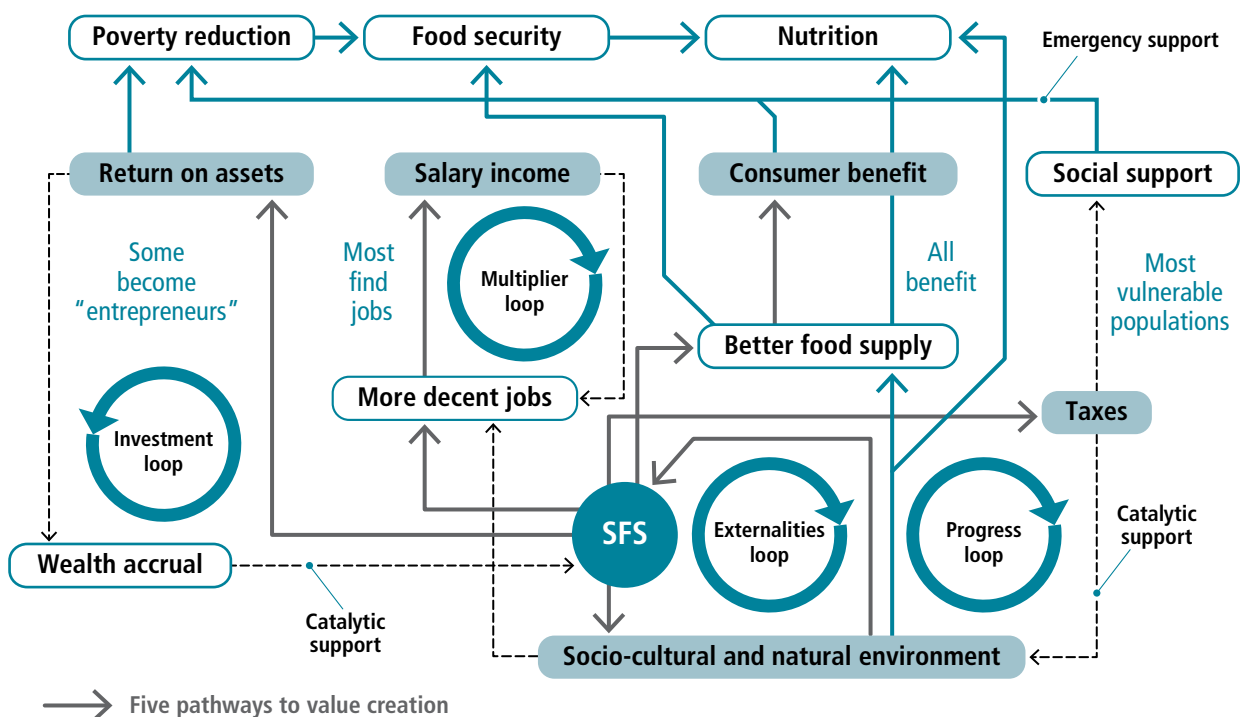 Poverty reduction
Food security
Nutrition
Emergency support
Return on assets
Salary income
Consumer benefit
Social support
Some
become
“entrepreneurs”
Most
find
jobs
Multiplier
loop
All
benefit
Most
vulnerable
populations
Better food supply
More decent jobs
Taxes
Investment
loop
SFS
Externalities
loop
Progress
loop
Catalytic
support
Wealth accrual
Catalytic
support
Socio-cultural and natural environment
Five pathways to value creation